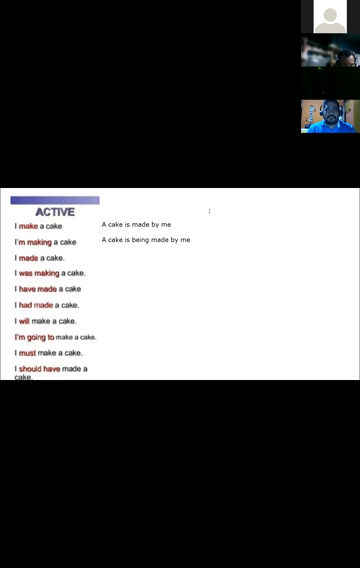 ACTIVE
I make a cake
A cake is made by me
I'm making a cake
A cake is being made by me
I made a cake.
I was making a cake.
I have made a cake
I had made a cake.
I will make a cake.
I'm going to make a cake.
I must make a cake.
I should have made a
cake.